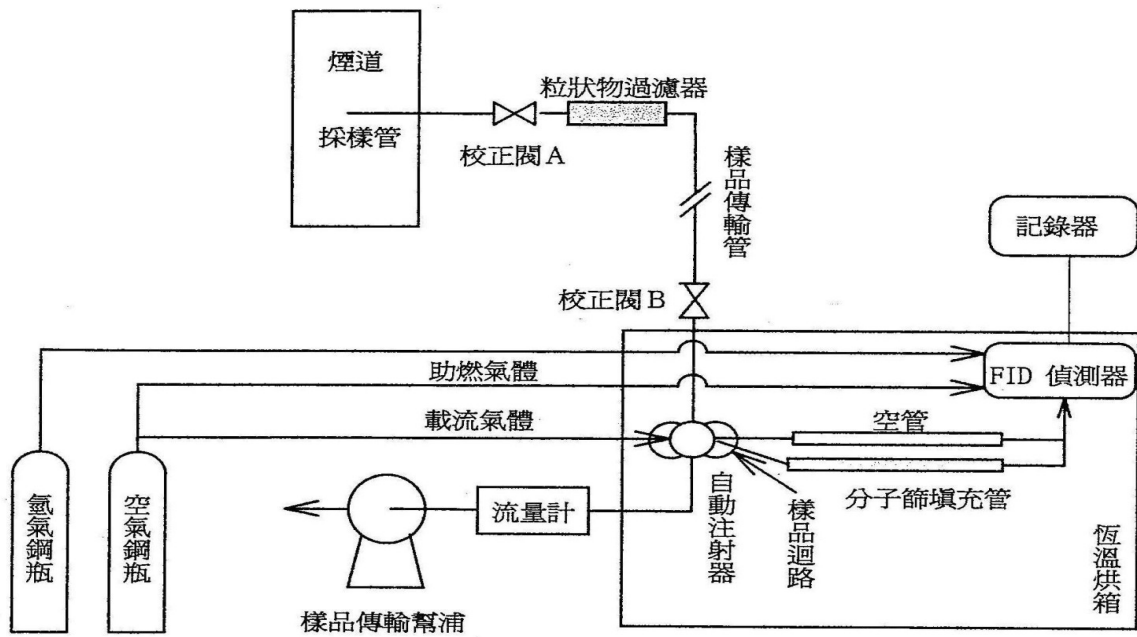 煙道
採樣管
校正閥A
粒狀物過濾器
樣品傳輸管
記錄器
校正閥B
助燃氣體
FID 偵測器
載流氣體
空管
分子篩填充管
氫氣鋼瓶
空氣鋼瓶
流量計
自動注射器
樣品迴路
恆溫烘箱
樣品傳輸幫浦